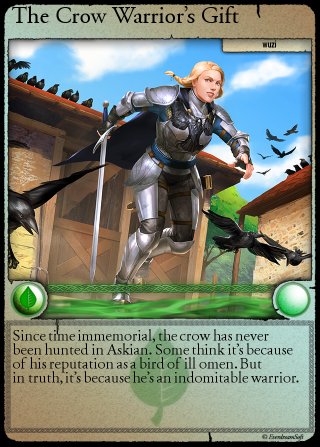 The Crow Warrior's Gift
wuzi
Since time immemorial, the crow has never
been hunted in Askian. Some think it's because
of his reputation as a bird of ill omen. But
in truth, it's because he's an indomitable warrior.
© EverdreamSoft